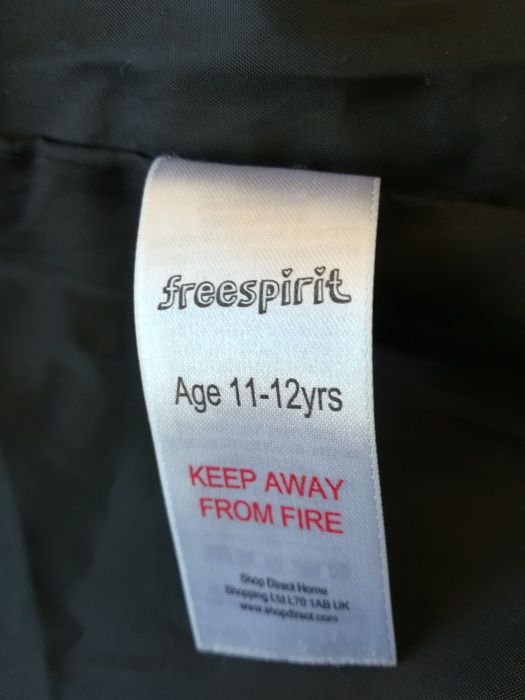 freespirit
Age 11-12yrs
KEEP AWAY
FROM FIRE
Shop Direct Home
Shopping Ltd L70 1AB UK
www.shopdirect.com